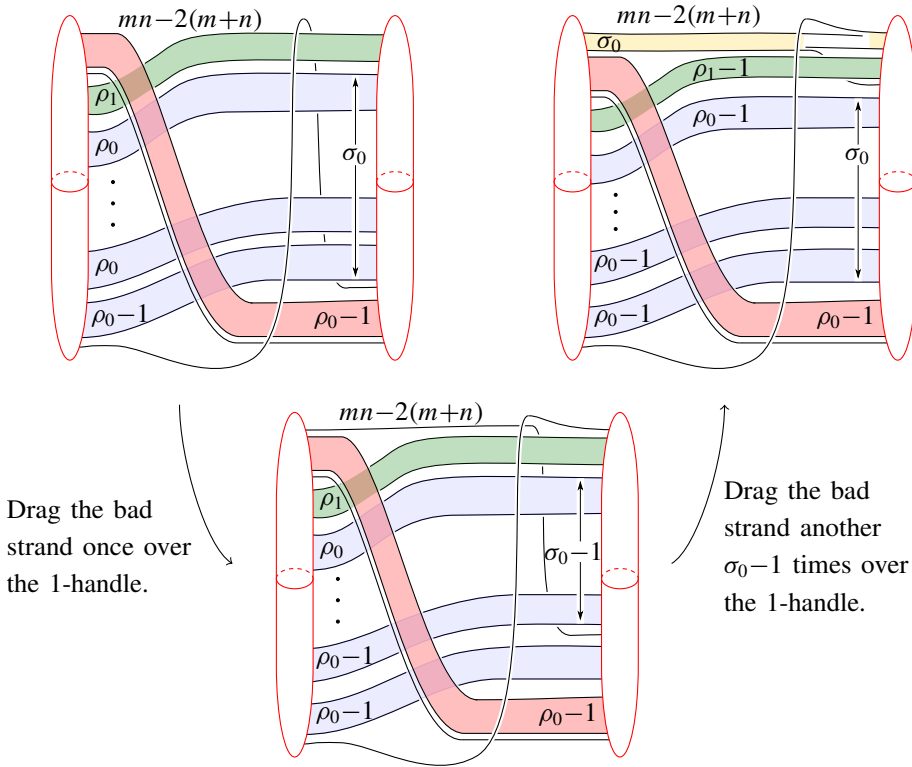 mn−2(m+n)
ρ₁
ρ₀
σ₀
ρ₀
ρ₀−1
ρ₀−1
mn−2(m+n)
σ₀
ρ₁−1
ρ₀−1
σ₀
ρ₀−1
ρ₀−1
ρ₀−1
mn−2(m+n)
ρ₁
ρ₀
σ₀−1
ρ₀−1
ρ₀−1
ρ₀−1
Drag the bad
strand once over
the 1-handle.
Drag the bad
strand another
σ₀−1 times over
the 1-handle.